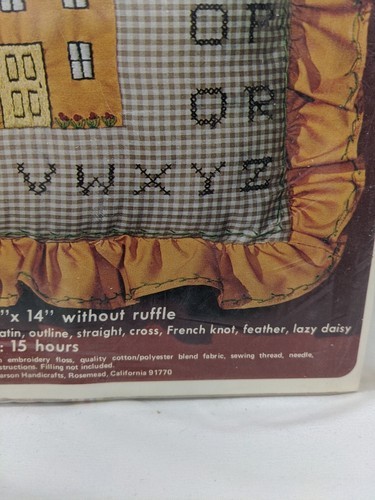 O P
Q R
V W X Y Z
"x 14" without ruffle
atin, outline, straight, cross, French knot, feather, lazy daisy
: 15 hours
n embroidery floss, quality cotton/polyester blend fabric, sewing thread, needle,
structions. Filling not included.
arson Handicrafts, Rosemead, California 91770